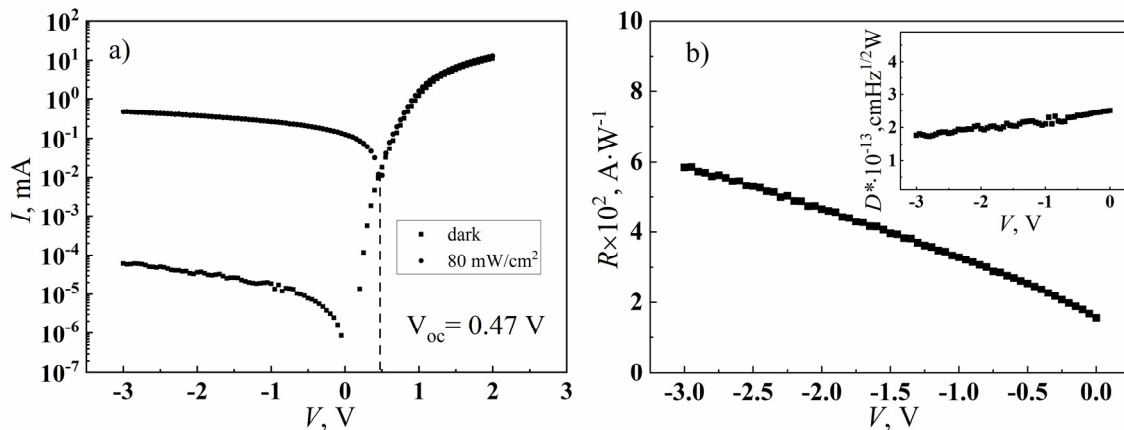 a)
I, mA
10²
10¹
10⁰
10⁻¹
10⁻²
10⁻³
10⁻⁴
10⁻⁵
10⁻⁶
10⁻⁷
dark
80 mW/cm²
V_oc= 0.47 V
-3 -2 -1 0 1 2 3
V, V
b)
R×10², A·W⁻¹
10
8
6
4
2
0
-3.0 -2.5 -2.0 -1.5 -1.0 -0.5 0.0
V, V
D*·10⁻¹³,cmHz¹/²W
4
3
2
1
-3 -2 -1 0
V, V